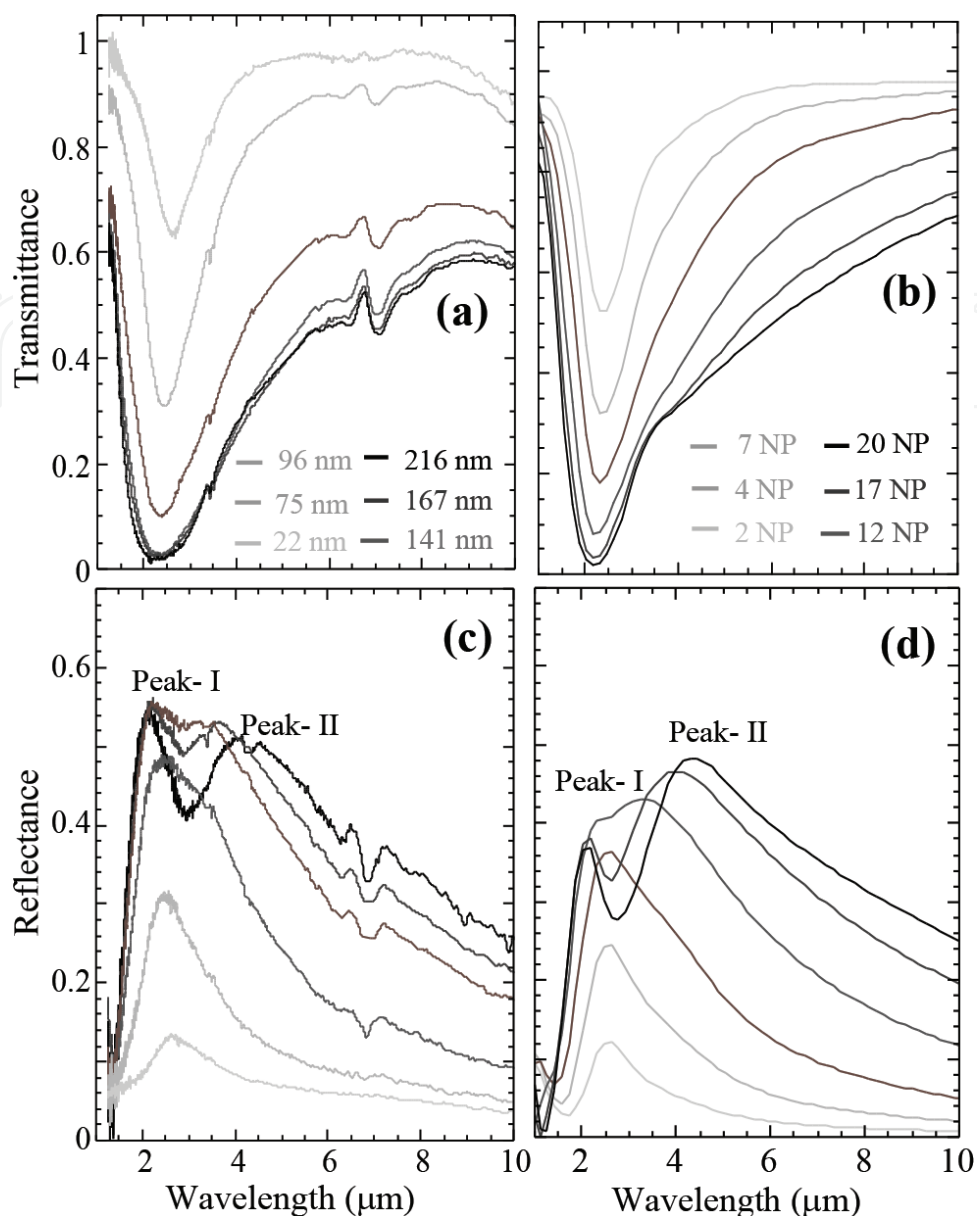 1
0.8
0.6
0.4
0.2
0
Transmittance
(a)
96 nm
216 nm
75 nm
167 nm
22 nm
141 nm
(b)
7 NP
20 NP
4 NP
17 NP
2 NP
12 NP
0.6
0.4
0.2
0
Reflectance
(c)
Peak- I
Peak- II
2
4
6
8
10
Wavelength (μm)
(d)
Peak- II
Peak- I
2
4
6
8
10
Wavelength (μm)